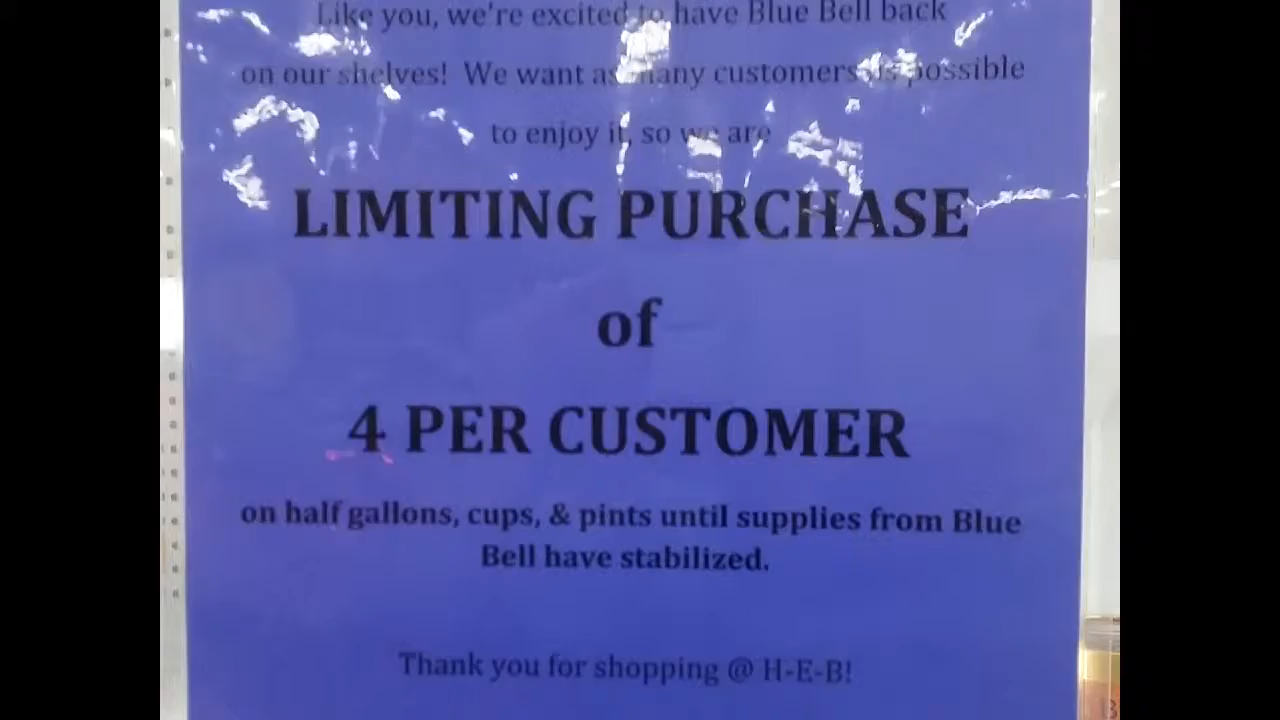 Like you, we're excited to have Blue Bell back
on our shelves! We want as many customers as possible
to enjoy it, so we are
LIMITING PURCHASE
of
4 PER CUSTOMER
on half gallons, cups, & pints until supplies from Blue
Bell have stabilized.
Thank you for shopping @ H-E-B!